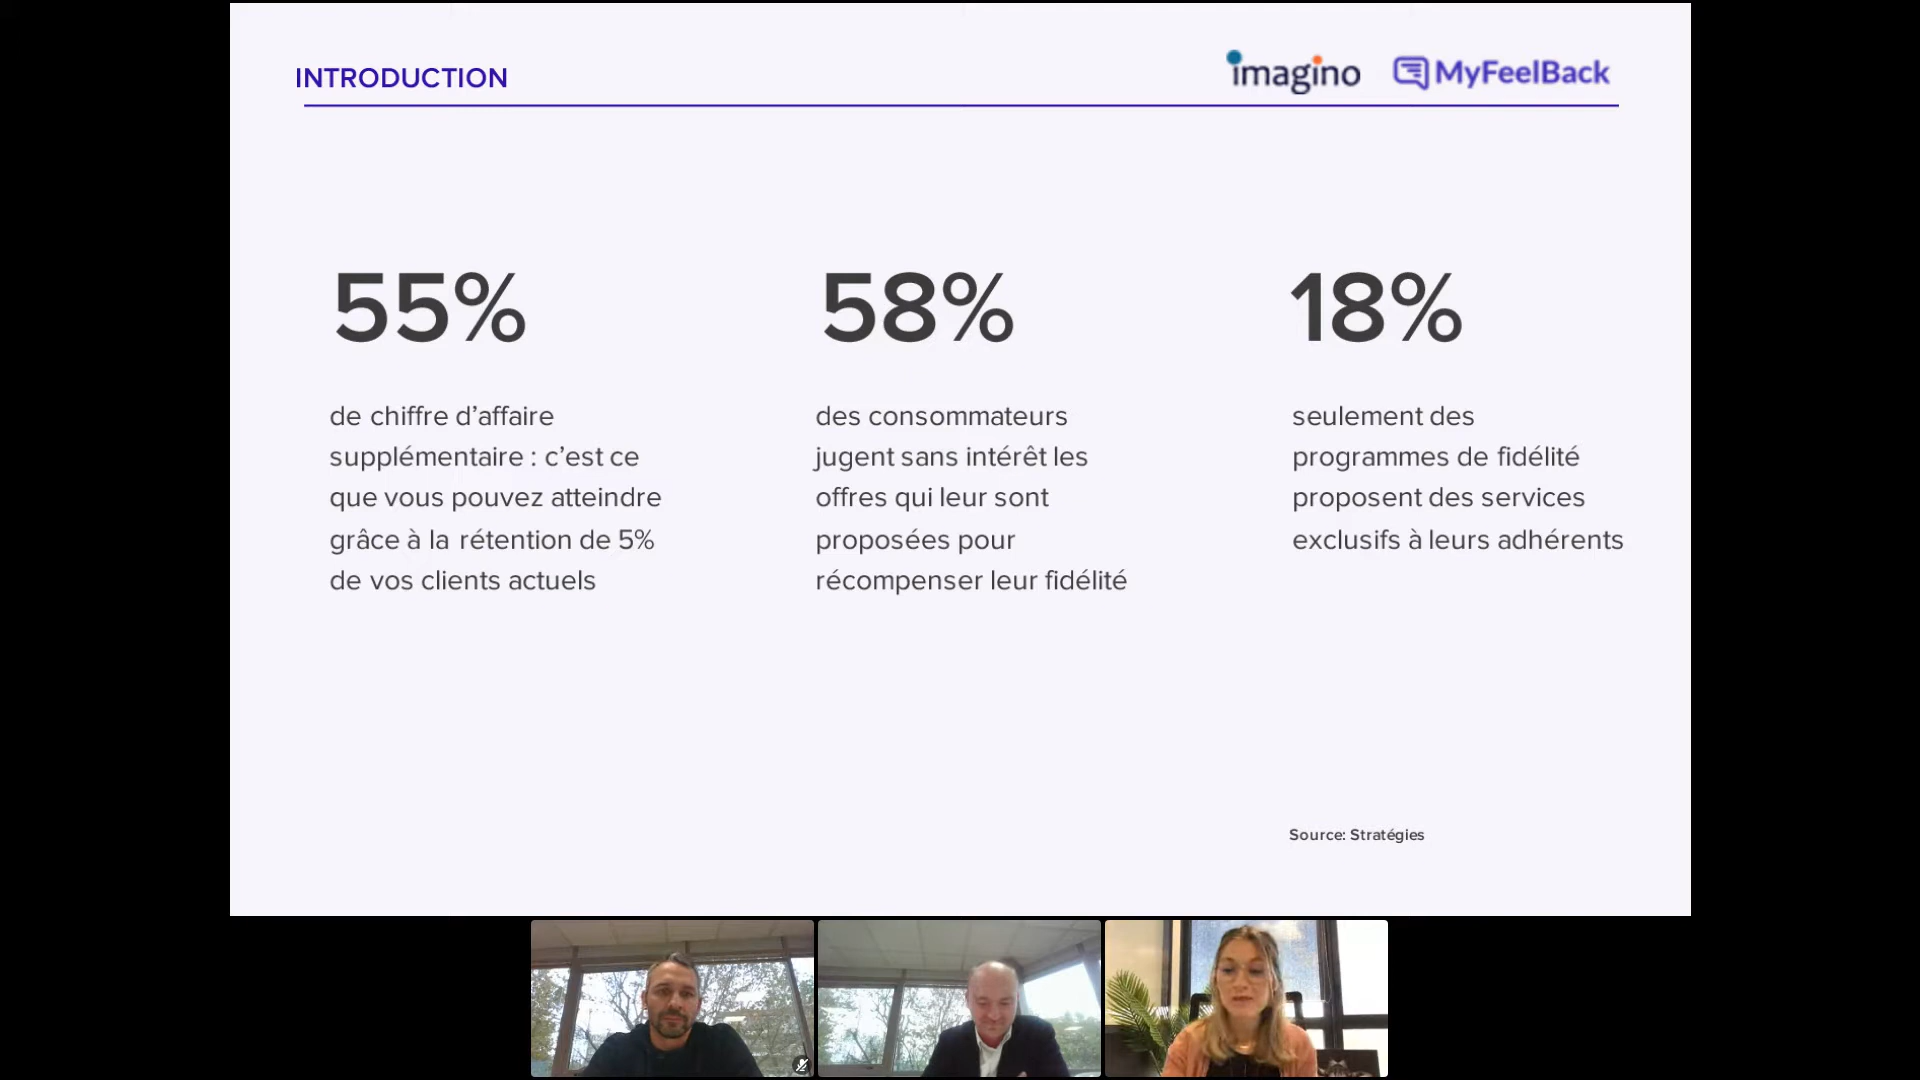 INTRODUCTION
imagino
MyFeelBack
55%
de chiffre d’affaire
supplémentaire : c’est ce
que vous pouvez atteindre
grâce à la rétention de 5%
de vos clients actuels
58%
des consommateurs
jugent sans intérêt les
offres qui leur sont
proposées pour
récompenser leur fidélité
18%
seulement des
programmes de fidélité
proposent des services
exclusifs à leurs adhérents
Source: Stratégies